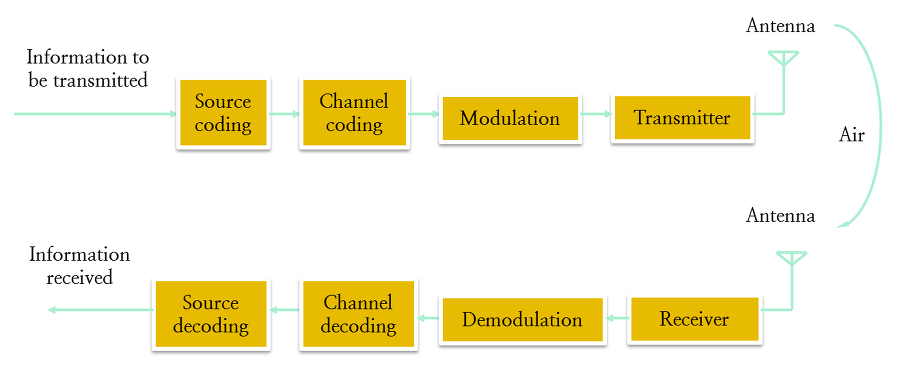 Antenna
Information to
be transmitted
Source
coding
Channel
coding
Modulation
Transmitter
Air
Antenna
Information
received
Source
decoding
Channel
decoding
Demodulation
Receiver